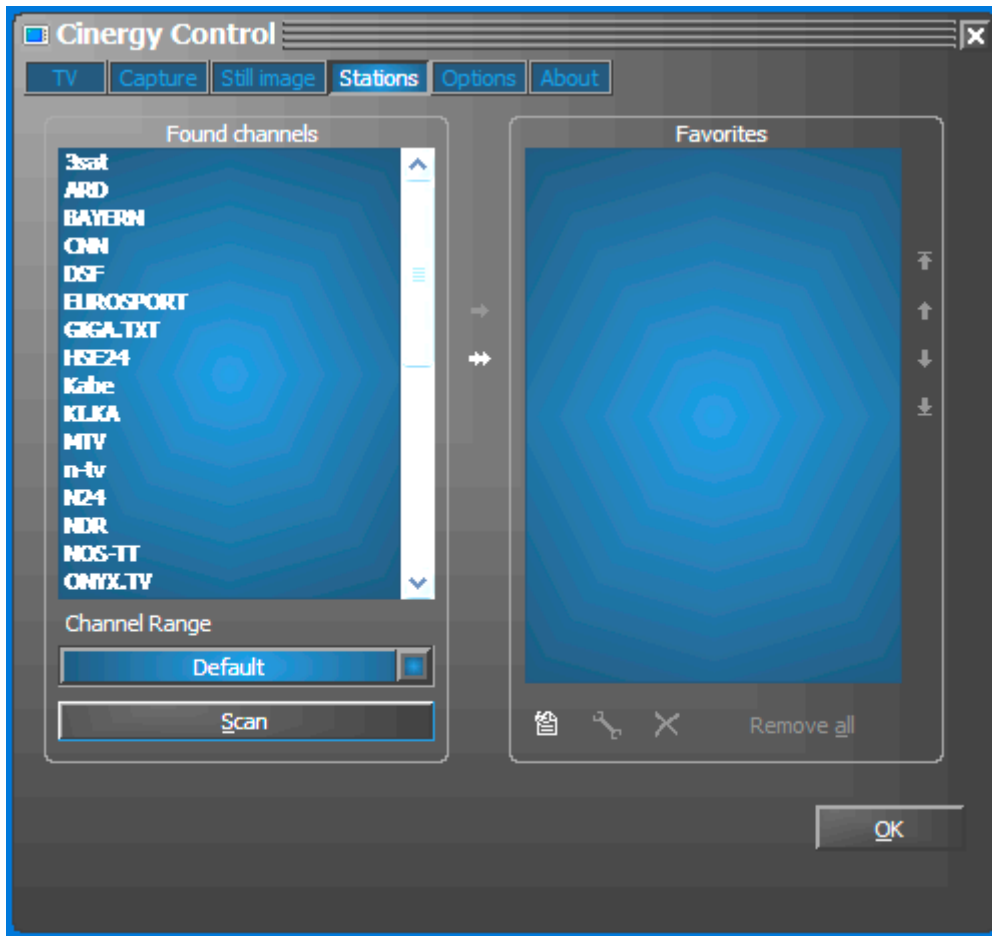 Cinergy Control
TV Capture Still image Stations Options About
Found channels
3sat
ARD
BAYERN
CNN
DSF
EUROSPORT
GIGA.TXT
HSE24
Kabe
KI.KA
MTV
n-tv
N24
NDR
NOS-TT
ONYX.TV
Channel Range
Default
Scan
Favorites
Remove all
OK